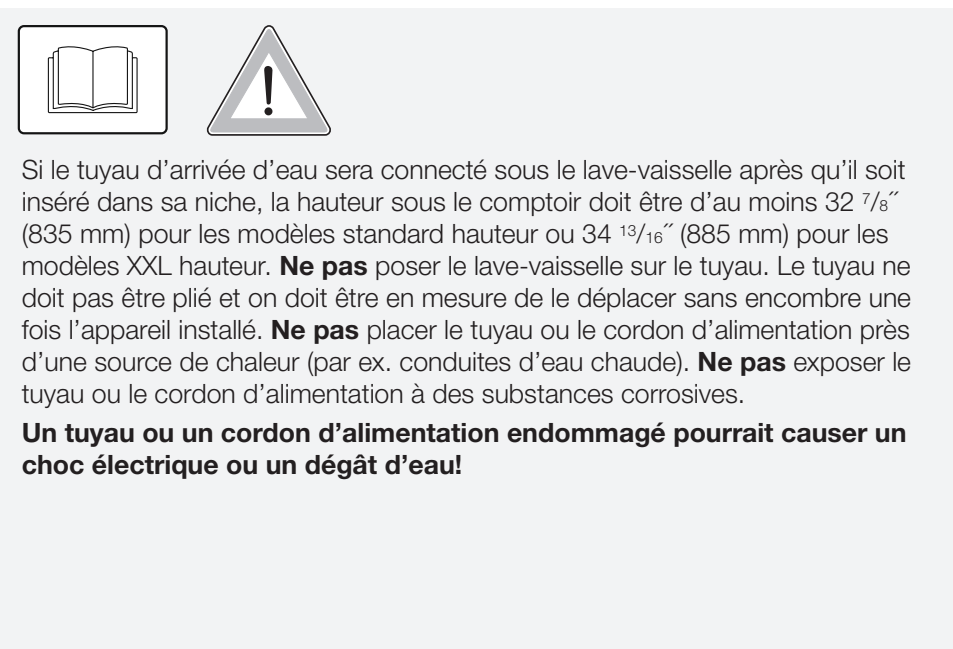 Si le tuyau d’arrivée d’eau sera connecté sous le lave-vaisselle après qu’il soit
inséré dans sa niche, la hauteur sous le comptoir doit être d’au moins 32 ⁷/₈˝
(835 mm) pour les modèles standard hauteur ou 34 ¹³/₁₆˝ (885 mm) pour les
modèles XXL hauteur. Ne pas poser le lave-vaisselle sur le tuyau. Le tuyau ne
doit pas être plié et on doit être en mesure de le déplacer sans encombre une
fois l’appareil installé. Ne pas placer le tuyau ou le cordon d’alimentation près
d’une source de chaleur (par ex. conduites d’eau chaude). Ne pas exposer le
tuyau ou le cordon d’alimentation à des substances corrosives.
Un tuyau ou un cordon d’alimentation endommagé pourrait causer un
choc électrique ou un dégât d’eau!